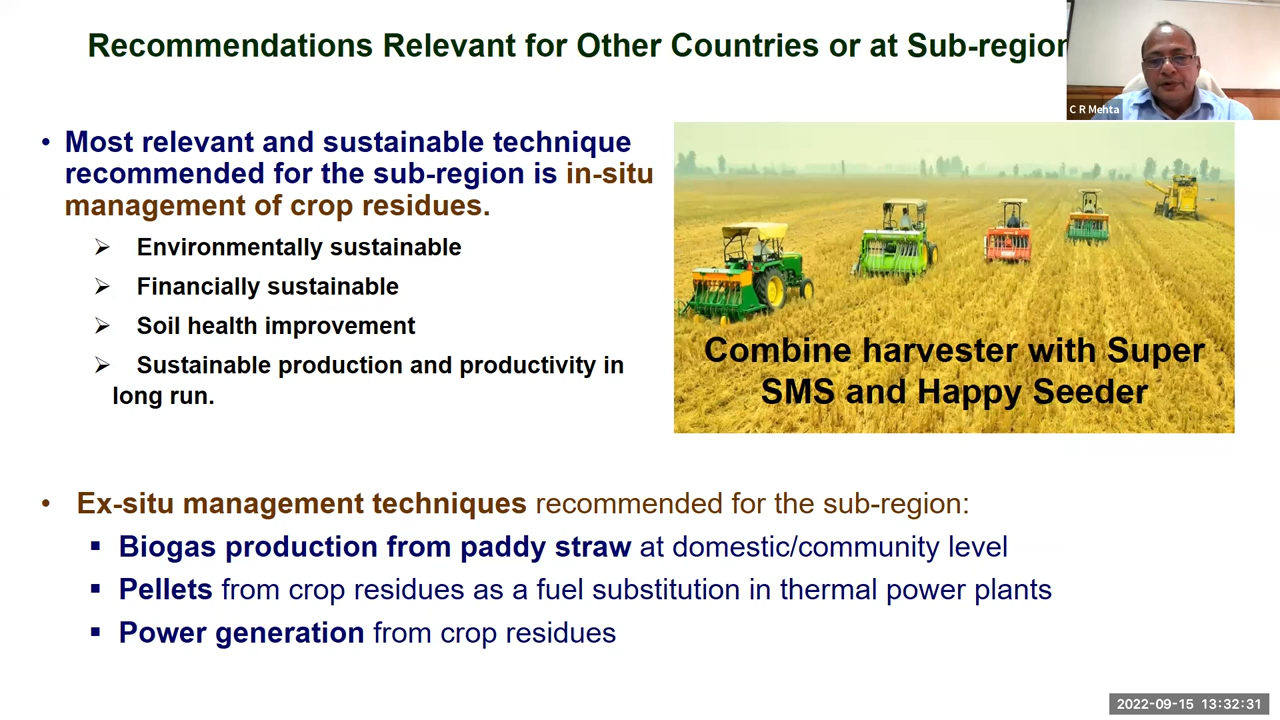 Recommendations Relevant for Other Countries or at Sub-region
C R Mehta
• Most relevant and sustainable technique
recommended for the sub-region is in-situ
management of crop residues.
➢ Environmentally sustainable
➢ Financially sustainable
➢ Soil health improvement
➢ Sustainable production and productivity in
long run.
Combine harvester with Super
SMS and Happy Seeder
• Ex-situ management techniques recommended for the sub-region:
▪ Biogas production from paddy straw at domestic/community level
▪ Pellets from crop residues as a fuel substitution in thermal power plants
▪ Power generation from crop residues
2022-09-15 13:32:31